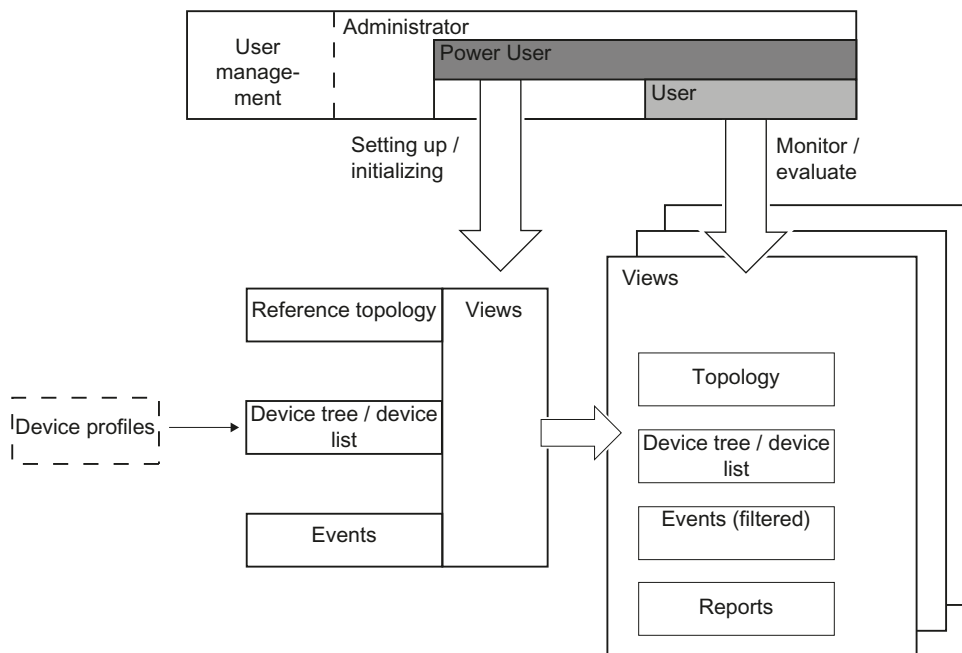 Administrator
User
manage-
ment
Power User
User
Setting up /
initializing
Monitor /
evaluate
Reference topology
Views
Device profiles
Device tree / device
list
Events
Views
Topology
Device tree / device
list
Events (filtered)
Reports